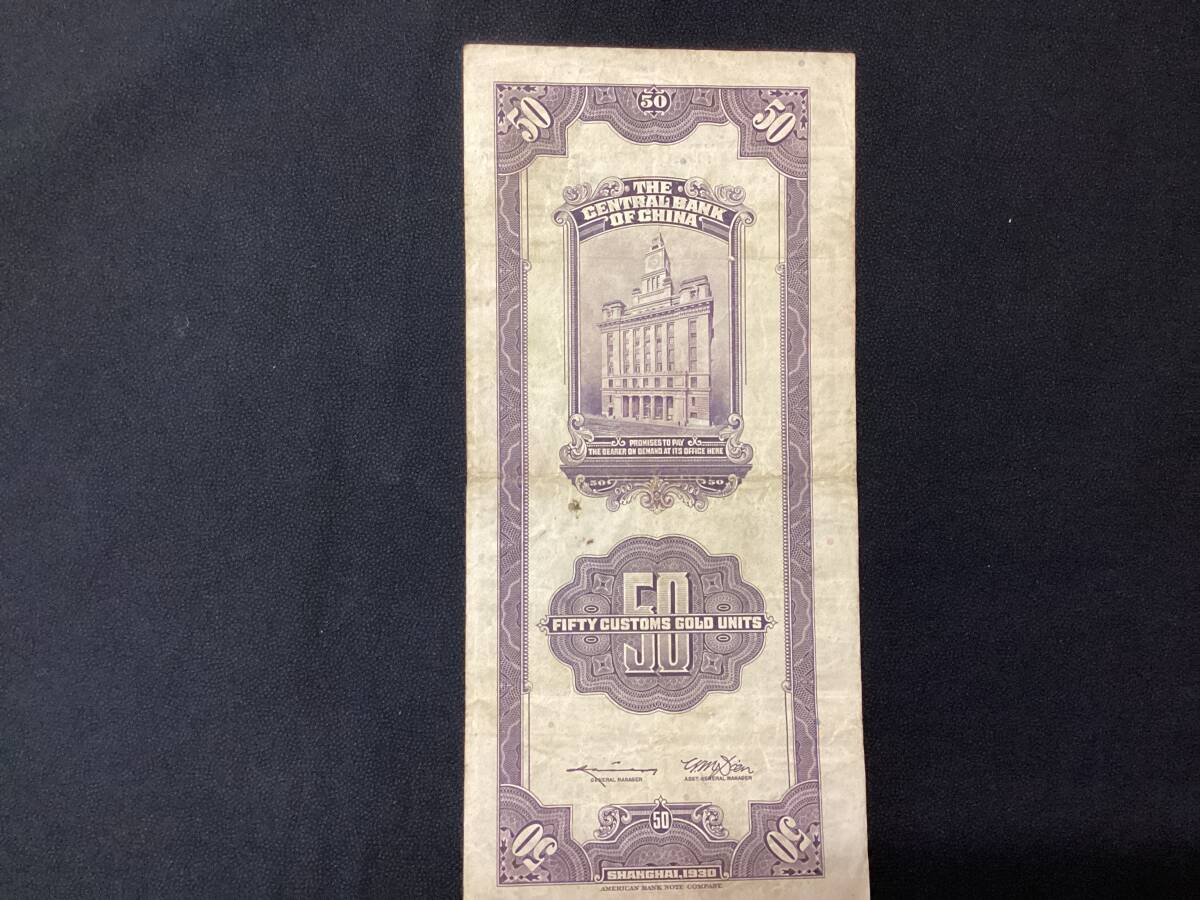 50 50 50
THE
CENTRAL BANK
OF CHINA
PROMISES TO PAY
THE BEARER ON DEMAND AT ITS OFFICE HERE
50 50
50
FIFTY CUSTOMS GOLD UNITS
GENERAL MANAGER ASST. GENERAL MANAGER
50 50 50
SHANGHAI, 1930
AMERICAN BANK NOTE COMPANY.